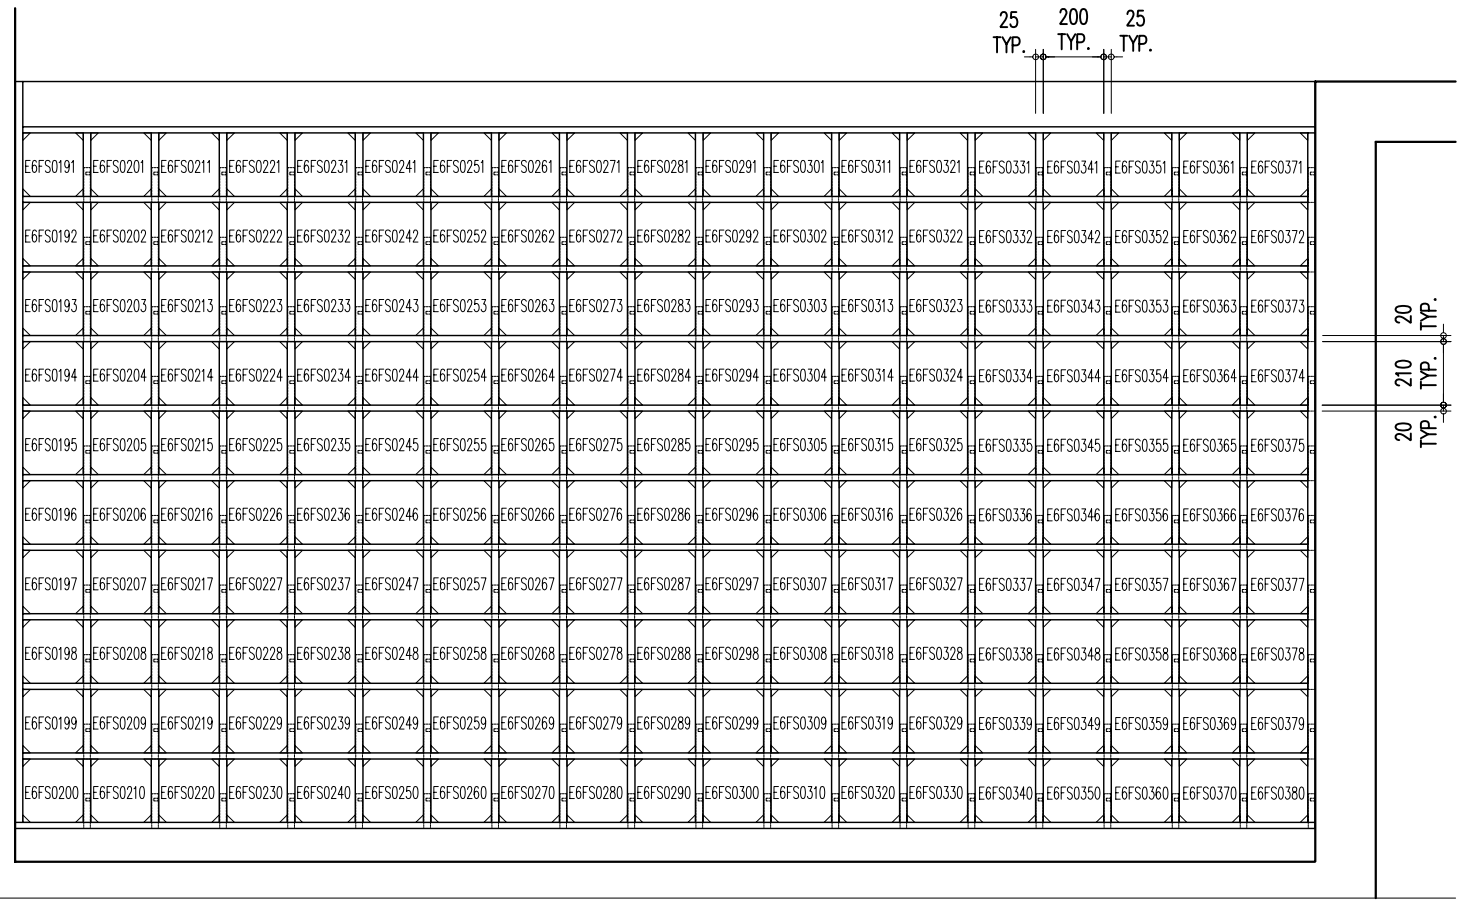 25 200 25
TYP. TYP. TYP.
E6FS0191 E6FS0201 E6FS0211 E6FS0221 E6FS0231 E6FS0241 E6FS0251 E6FS0261 E6FS0271 E6FS0281 E6FS0291 E6FS0301 E6FS0311 E6FS0321 E6FS0331 E6FS0341 E6FS0351 E6FS0361 E6FS0371
E6FS0192 E6FS0202 E6FS0212 E6FS0222 E6FS0232 E6FS0242 E6FS0252 E6FS0262 E6FS0272 E6FS0282 E6FS0292 E6FS0302 E6FS0312 E6FS0322 E6FS0332 E6FS0342 E6FS0352 E6FS0362 E6FS0372
E6FS0193 E6FS0203 E6FS0213 E6FS0223 E6FS0233 E6FS0243 E6FS0253 E6FS0263 E6FS0273 E6FS0283 E6FS0293 E6FS0303 E6FS0313 E6FS0323 E6FS0333 E6FS0343 E6FS0353 E6FS0363 E6FS0373
E6FS0194 E6FS0204 E6FS0214 E6FS0224 E6FS0234 E6FS0244 E6FS0254 E6FS0264 E6FS0274 E6FS0284 E6FS0294 E6FS0304 E6FS0314 E6FS0324 E6FS0334 E6FS0344 E6FS0354 E6FS0364 E6FS0374
E6FS0195 E6FS0205 E6FS0215 E6FS0225 E6FS0235 E6FS0245 E6FS0255 E6FS0265 E6FS0275 E6FS0285 E6FS0295 E6FS0305 E6FS0315 E6FS0325 E6FS0335 E6FS0345 E6FS0355 E6FS0365 E6FS0375
E6FS0196 E6FS0206 E6FS0216 E6FS0226 E6FS0236 E6FS0246 E6FS0256 E6FS0266 E6FS0276 E6FS0286 E6FS0296 E6FS0306 E6FS0316 E6FS0326 E6FS0336 E6FS0346 E6FS0356 E6FS0366 E6FS0376
E6FS0197 E6FS0207 E6FS0217 E6FS0227 E6FS0237 E6FS0247 E6FS0257 E6FS0267 E6FS0277 E6FS0287 E6FS0297 E6FS0307 E6FS0317 E6FS0327 E6FS0337 E6FS0347 E6FS0357 E6FS0367 E6FS0377
E6FS0198 E6FS0208 E6FS0218 E6FS0228 E6FS0238 E6FS0248 E6FS0258 E6FS0268 E6FS0278 E6FS0288 E6FS0298 E6FS0308 E6FS0318 E6FS0328 E6FS0338 E6FS0348 E6FS0358 E6FS0368 E6FS0378
E6FS0199 E6FS0209 E6FS0219 E6FS0229 E6FS0239 E6FS0249 E6FS0259 E6FS0269 E6FS0279 E6FS0289 E6FS0299 E6FS0309 E6FS0319 E6FS0329 E6FS0339 E6FS0349 E6FS0359 E6FS0369 E6FS0379
E6FS0200 E6FS0210 E6FS0220 E6FS0230 E6FS0240 E6FS0250 E6FS0260 E6FS0270 E6FS0280 E6FS0290 E6FS0300 E6FS0310 E6FS0320 E6FS0330 E6FS0340 E6FS0350 E6FS0360 E6FS0370 E6FS0380
20 210 20
TYP. TYP. TYP.